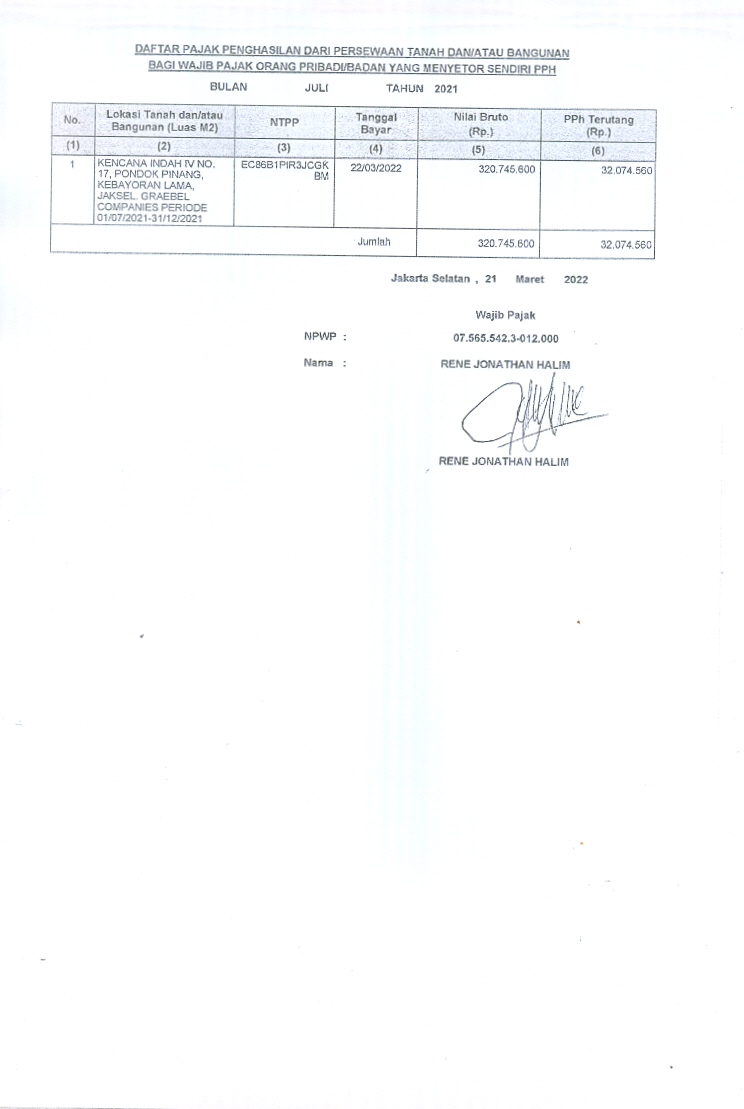 DAFTAR PAJAK PENGHASILAN DARI PERSEWAAN TANAH DAN/ATAU BANGUNAN
BAGI WAJIB PAJAK ORANG PRIBADI/BADAN YANG MENYETOR SENDIRI PPH
BULAN JULI TAHUN 2021
No. Lokasi Tanah dan/atau Bangunan (Luas M2) NTPP Tanggal Bayar Nilai Bruto (Rp.) PPh Terutang (Rp.)
(1) (2) (3) (4) (5) (6)
1 KENCANA INDAH IV NO. EC86B1PIR3JCGK 22/03/2022 320.745.600 32.074.560
17, PONDOK PINANG, BM
KEBAYORAN LAMA,
JAKSEL. GRAEBEL
COMPANIES PERIODE
01/07/2021-31/12/2021
Jumlah 320.745.600 32.074.560
Jakarta Selatan , 21 Maret 2022
Wajib Pajak
NPWP : 07.565.542.3-012.000
Nama : RENE JONATHAN HALIM
RENE JONATHAN HALIM